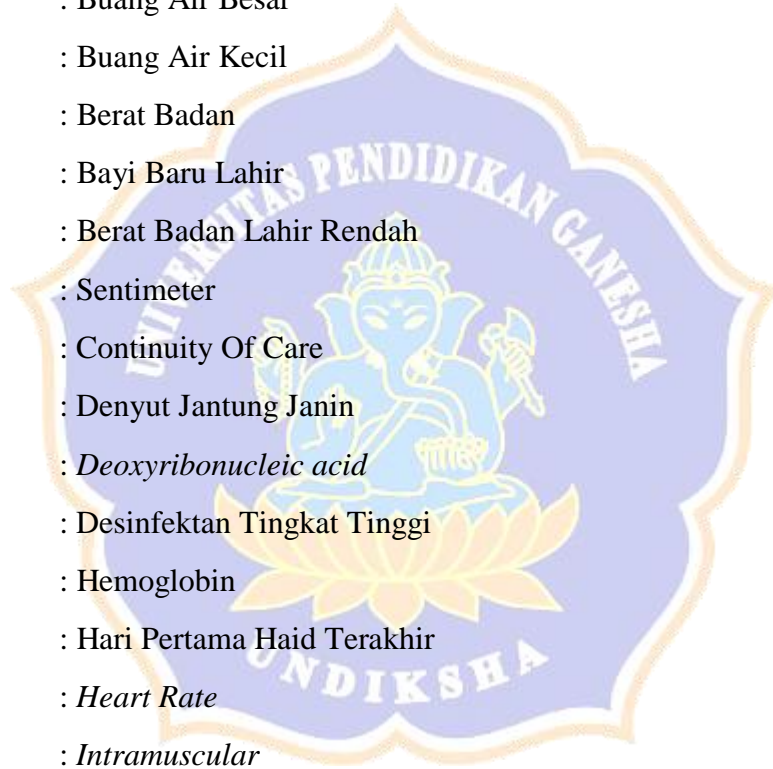 : Buang Air Besar
: Buang Air Kecil
: Berat Badan
: Bayi Baru Lahir
: Berat Badan Lahir Rendah
: Sentimeter
: Continuity Of Care
: Denyut Jantung Janin
: Deoxyribonucleic acid
: Desinfektan Tingkat Tinggi
: Hemoglobin
: Hari Pertama Haid Terakhir
: Heart Rate
: Intramuscular
UNIVERSITAS PENDIDIKAN GANESHA
UNDIKSHA